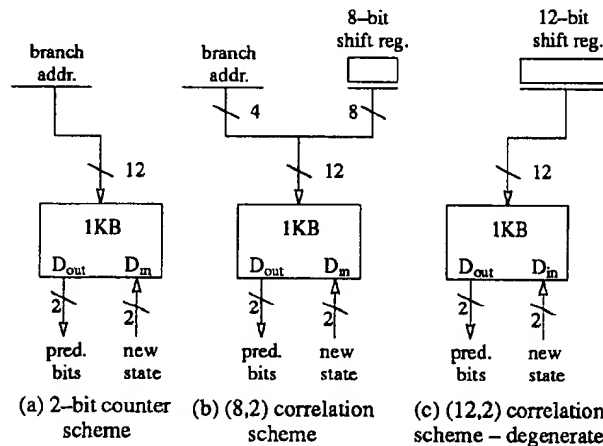 branch
addr.
12
1KB
Dout Din
2 2
pred. new
bits state
(a) 2–bit counter
scheme
branch
addr.
8–bit
shift reg.
4 8
12
1KB
Dout Din
2 2
pred. new
bits state
(b) (8,2) correlation
scheme
12–bit
shift reg.
12
1KB
Dout Din
2 2
pred. new
bits state
(c) (12,2) correlation
scheme – degenerate